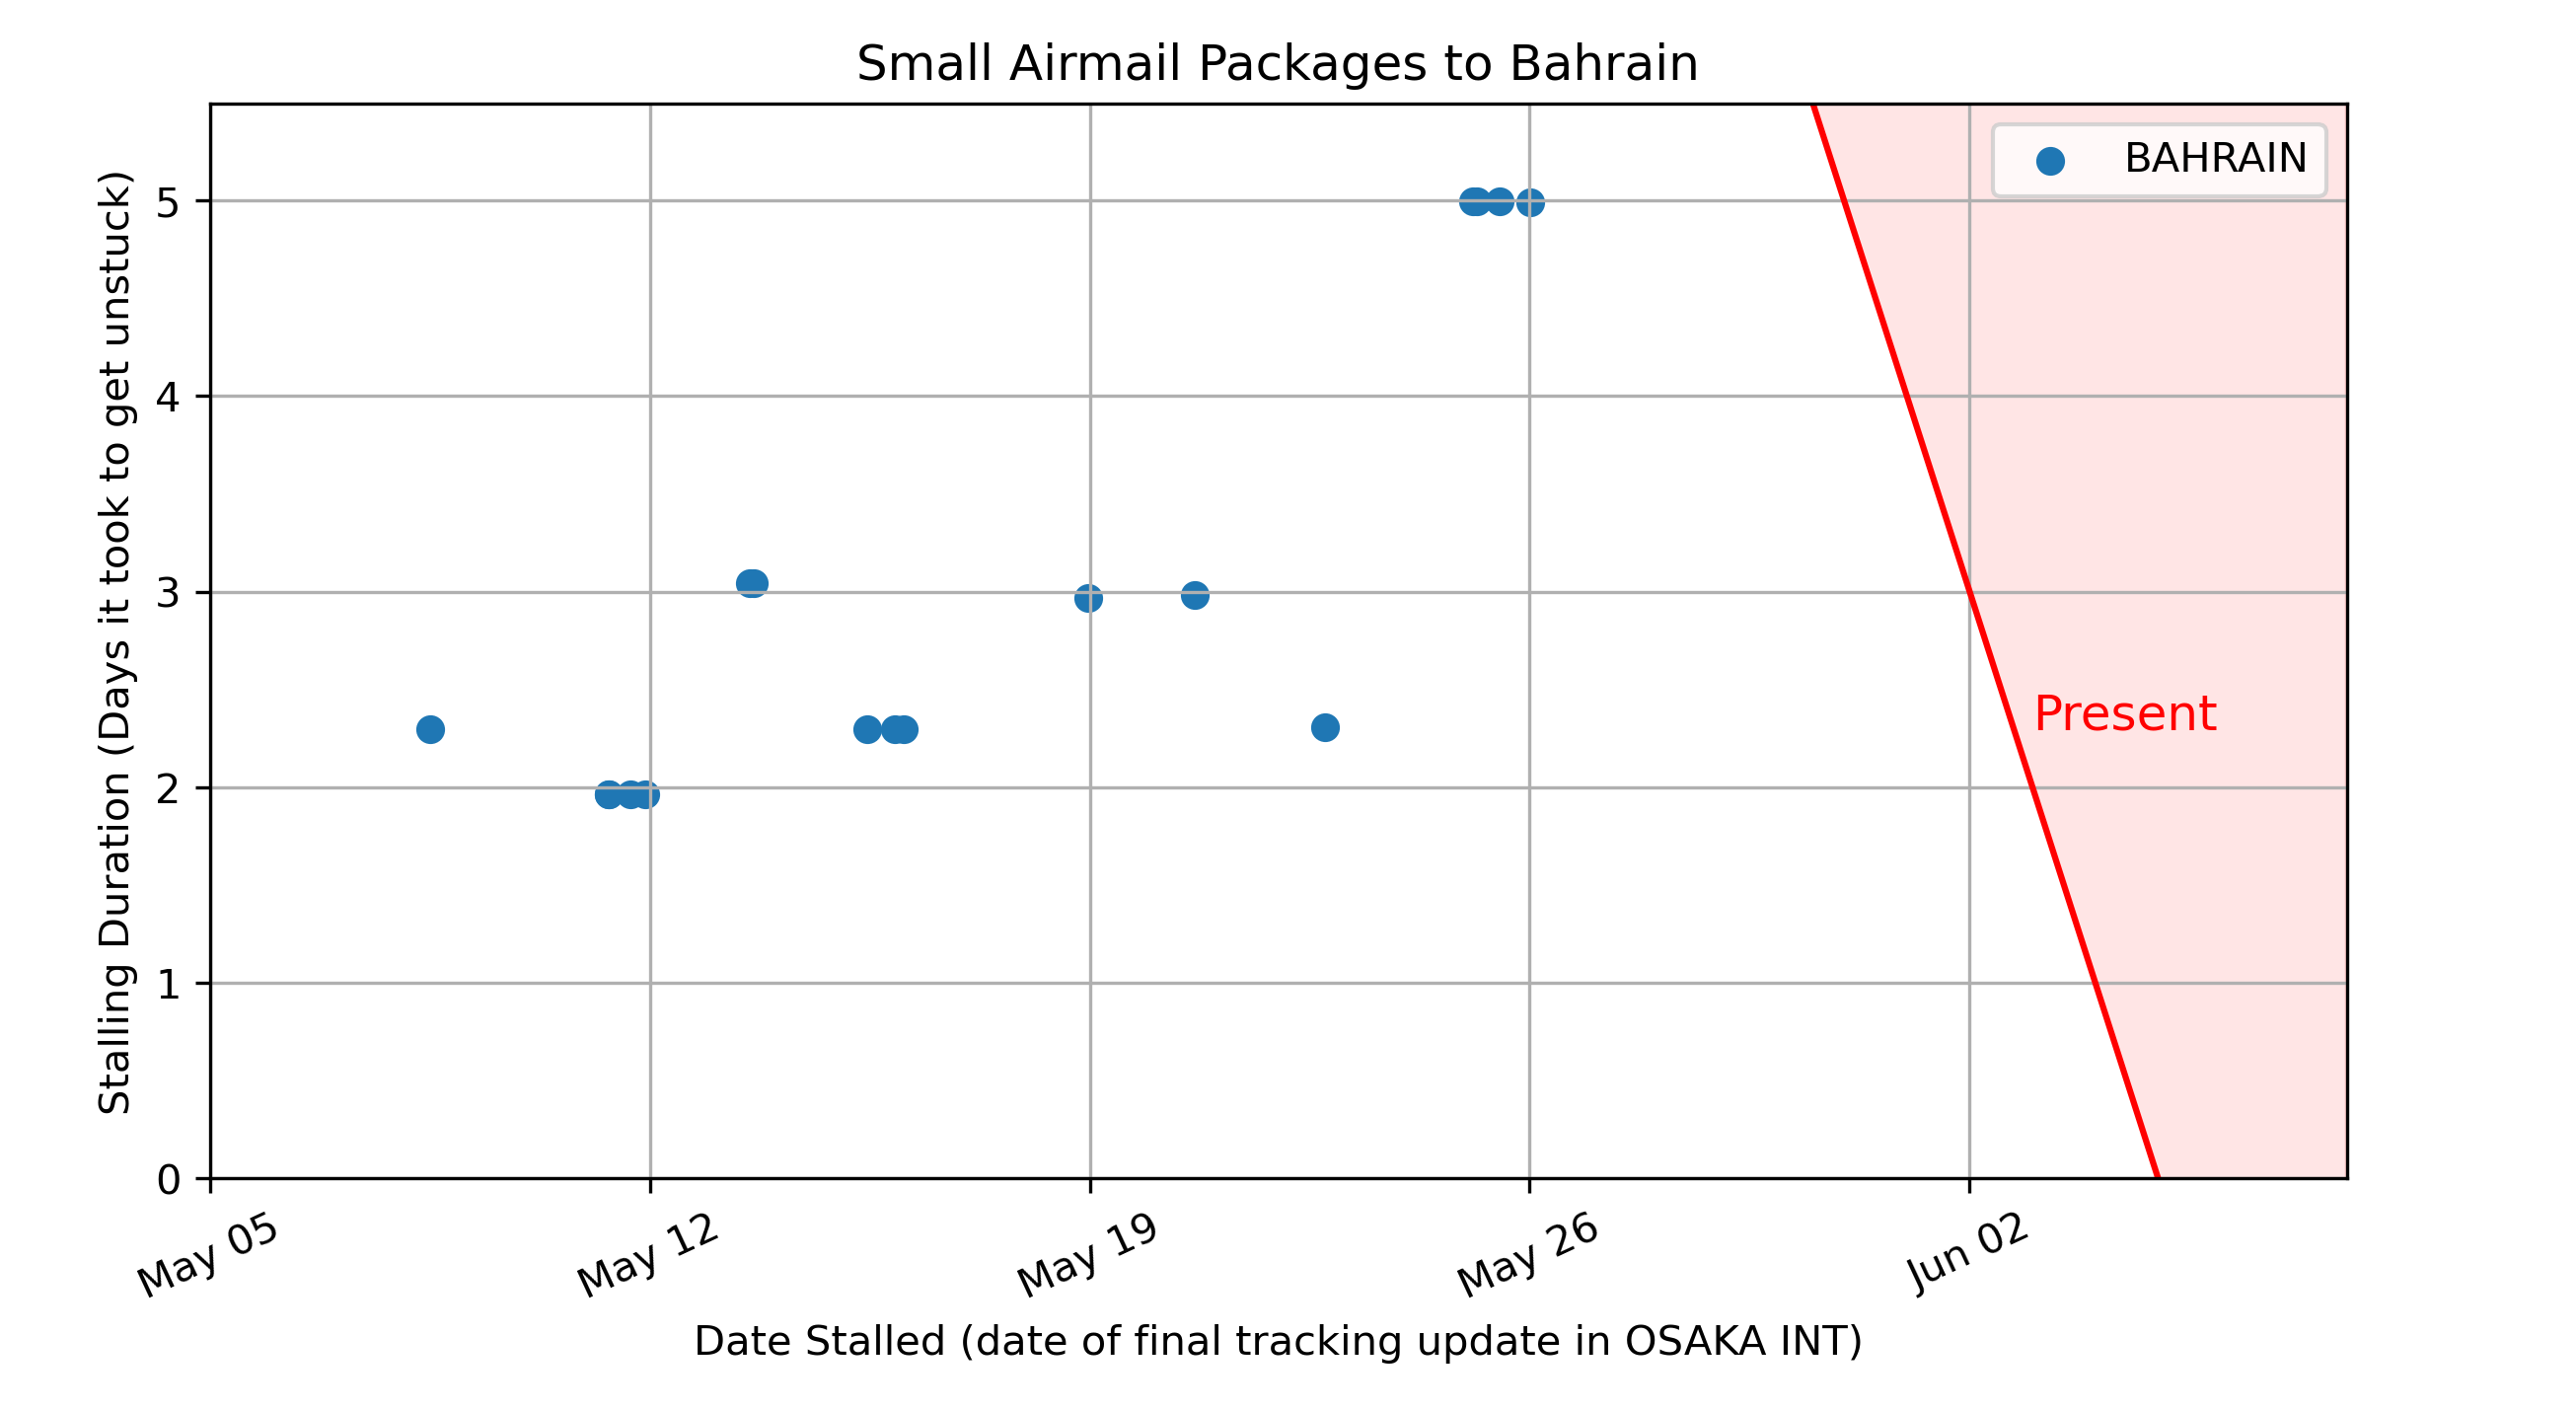 Small Airmail Packages to Bahrain
BAHRAIN
Stalling Duration (Days it took to get unstuck)
5
4
3
2
1
0
Present
May 05
May 12
May 19
May 26
Jun 02
Date Stalled (date of final tracking update in OSAKA INT)